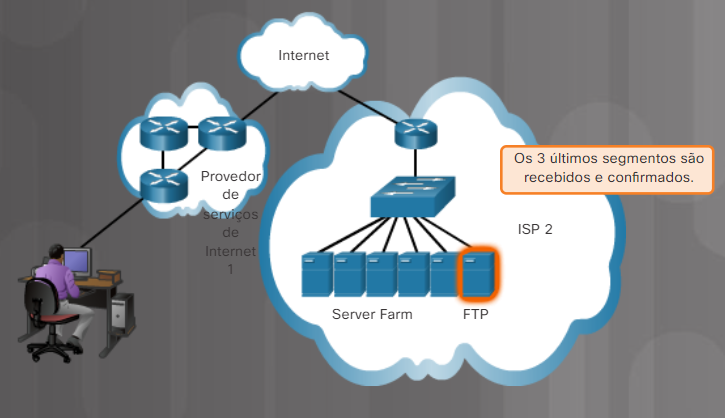 Internet
Provedor
de
serviços
de
Internet
1
Os 3 últimos segmentos são
recebidos e confirmados.
ISP 2
Server Farm
FTP